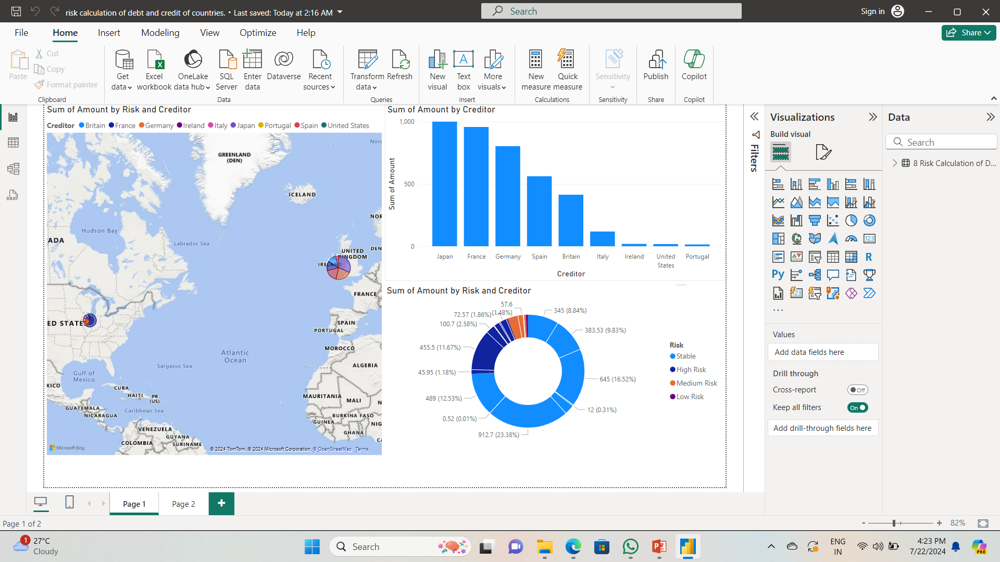 risk calculation of debt and credit of countries. • Last saved: Today at 2:16 AM
Search
Sign in
File
Home
Insert
Modeling
View
Optimize
Help
Share
Paste
Cut
Copy
Format painter
Clipboard
Get data
Excel workbook
OneLake data hub
SQL Server
Enter data
Dataverse
Recent sources
Data
Transform data
Refresh
Queries
New visual
Text box
More visuals
Insert
New measure
Quick measure
Calculations
Sensitivity
Sensitivity
Publish
Share
Copilot
Copilot
Sum of Amount by Risk and Creditor
Creditor Britain France Germany Ireland Italy Japan Portugal Spain United States
GREENLAND
(DEN)
ICELAND
NOR
Hudson Bay
ADA
Labrador Sea
UNITED
KINGDOM
DEN
IRELAND
FRANCE
ED STATES
SPAIN
PORTUGAL
Atlantic
Ocean
MOROCCO
Sargasso Sea
ALGERIA
Gulf of
Mexico
XICO
CUBA
HAITI
PR
(US)
MAURITANIA
MALI
GUATEMALA
Caribbean Sea
NICARAGUA
BURKINA FASO
GUINEA
NIG
VENEZUELA
GHANA
GUYANA
COLOMBIA
SURINAME
Microsoft Bing
© 2024 TomTom, © 2024 Microsoft Corporation, © OpenStreetMap Terms
Sum of Amount by Creditor
1,000
500
0
Sum of Amount
Japan
France
Germany
Spain
Britain
Italy
Ireland
United States
Portugal
Creditor
Sum of Amount by Risk and Creditor
57.6
(1.48%)
72.57 (1.86%)
100.7 (2.58%)
455.5 (11.67%)
45.95 (1.18%)
489 (12.53%)
0.52 (0.01%)
912.7 (23.38%)
345 (8.84%)
383.53 (9.83%)
645 (16.52%)
12 (0.31%)
Risk
Stable
High Risk
Medium Risk
Low Risk
Filters
Visualizations
Build visual
123
R
Py
123
...
Values
Add data fields here
Drill through
Cross-report
Off
Keep all filters
On
Add drill-through fields here
Data
Search
8 Risk Calculation of D...
DAX
Page 1
Page 2
+
Page 1 of 2
- + 82%
1
27°C
Cloudy
Search
ENG
IN
4:23 PM
7/22/2024
PRE